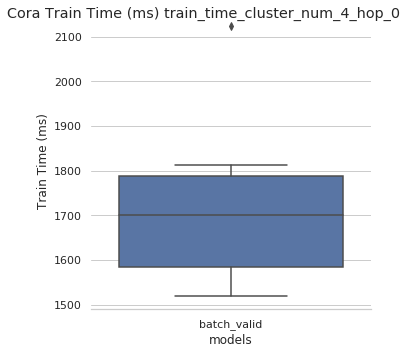 Cora Train Time (ms) train_time_cluster_num_4_hop_0
2100
2000
1900
1800
1700
1600
1500
Train Time (ms)
batch_valid
models